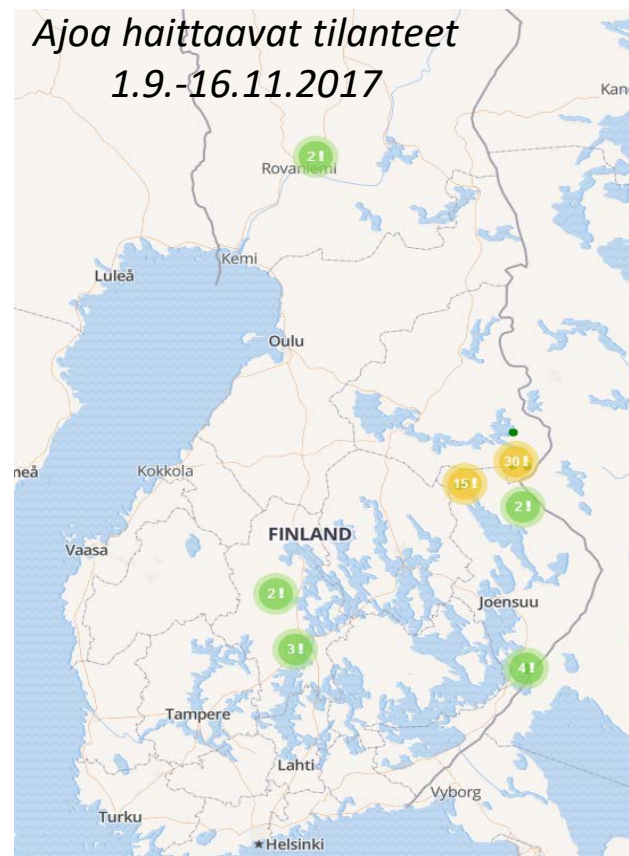 Ajoa haittaavat tilanteet
1.9.-16.11.2017
Kan
2!
Rovaniemi
Kemi
Luleå
Oulu
30!
neå
Kokkola
15!
2!
FINLAND
Vaasa
2!
Joensuu
3!
4!
Tampere
Lahti
Vyborg
Turku
Helsinki